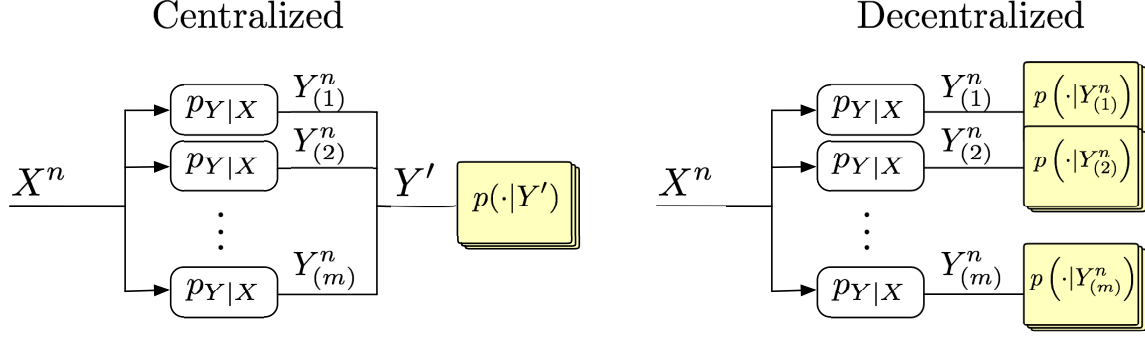 Centralized
X^n
p_{Y|X}
Y^n_{(1)}
p_{Y|X}
Y^n_{(2)}
⋮
p_{Y|X}
Y^n_{(m)}
Y′
p(·|Y′)
Decentralized
X^n
p_{Y|X}
Y^n_{(1)}
p(·|Y^n_{(1)})
p_{Y|X}
Y^n_{(2)}
p(·|Y^n_{(2)})
⋮
p_{Y|X}
Y^n_{(m)}
p(·|Y^n_{(m)})